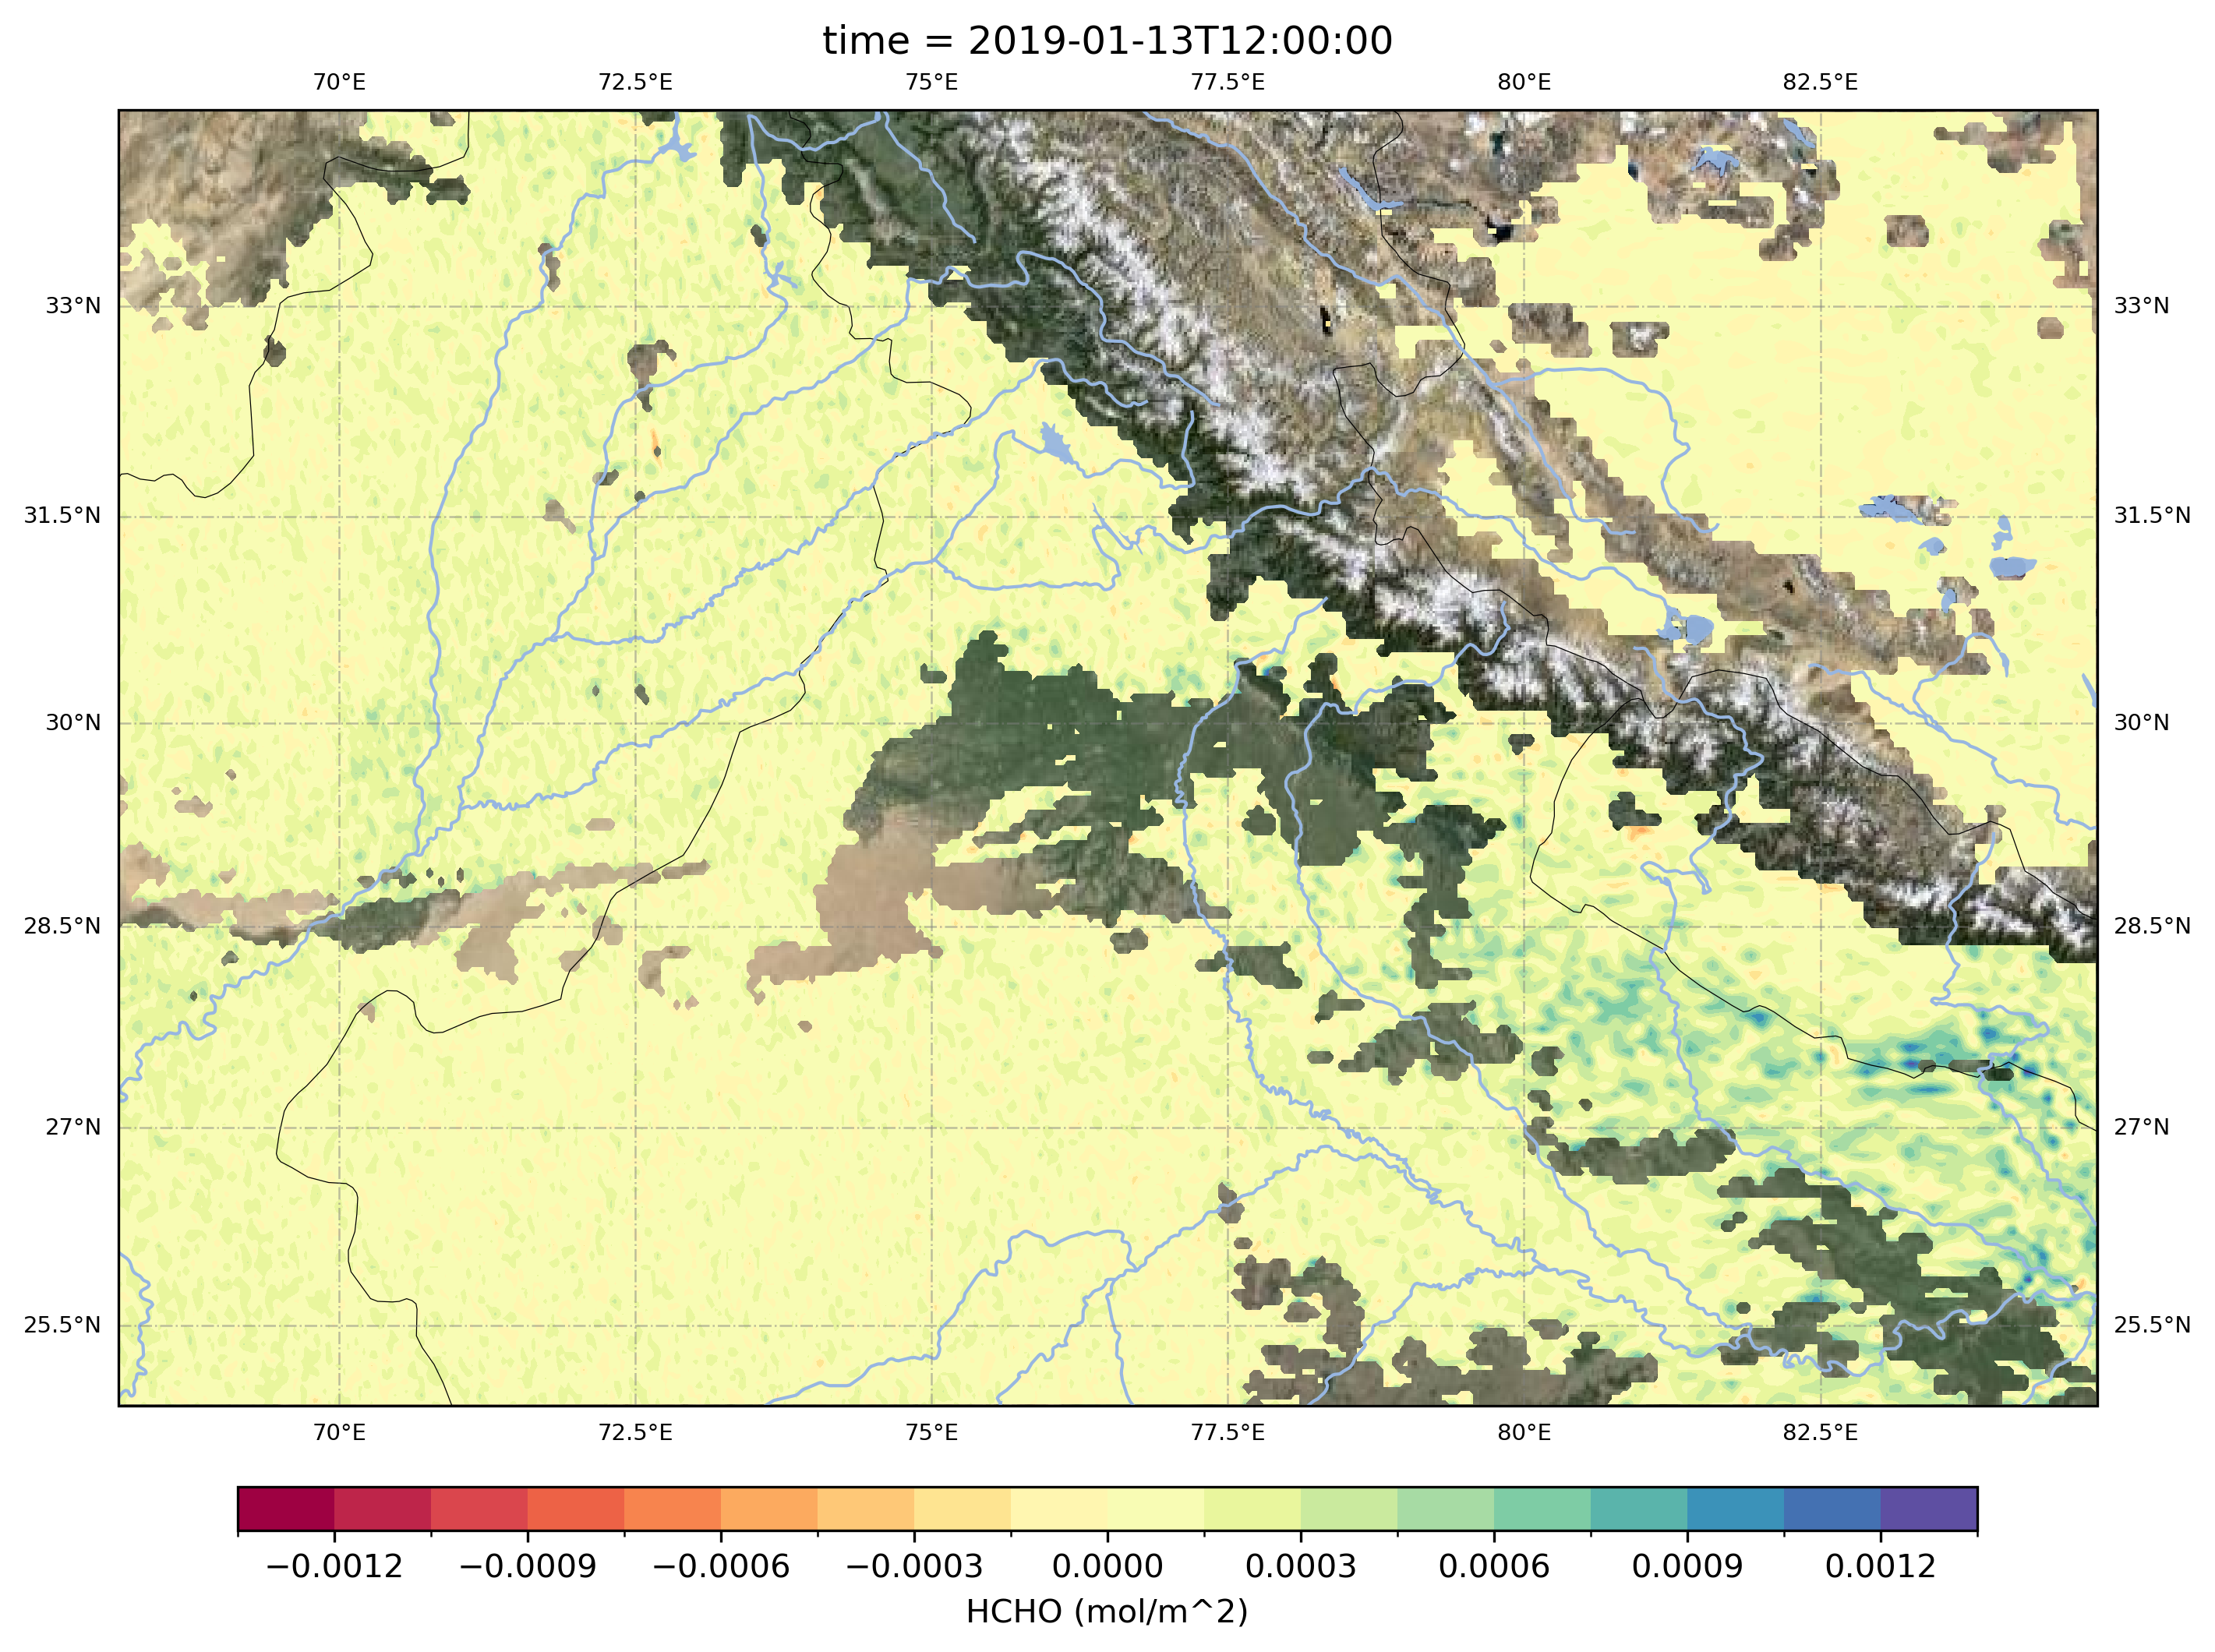 time = 2019-01-13T12:00:00
70°E 72.5°E 75°E 77.5°E 80°E 82.5°E
33°N 33°N
31.5°N 31.5°N
30°N 30°N
28.5°N 28.5°N
27°N 27°N
25.5°N 25.5°N
70°E 72.5°E 75°E 77.5°E 80°E 82.5°E
−0.0012 −0.0009 −0.0006 −0.0003 0.0000 0.0003 0.0006 0.0009 0.0012
HCHO (mol/m^2)